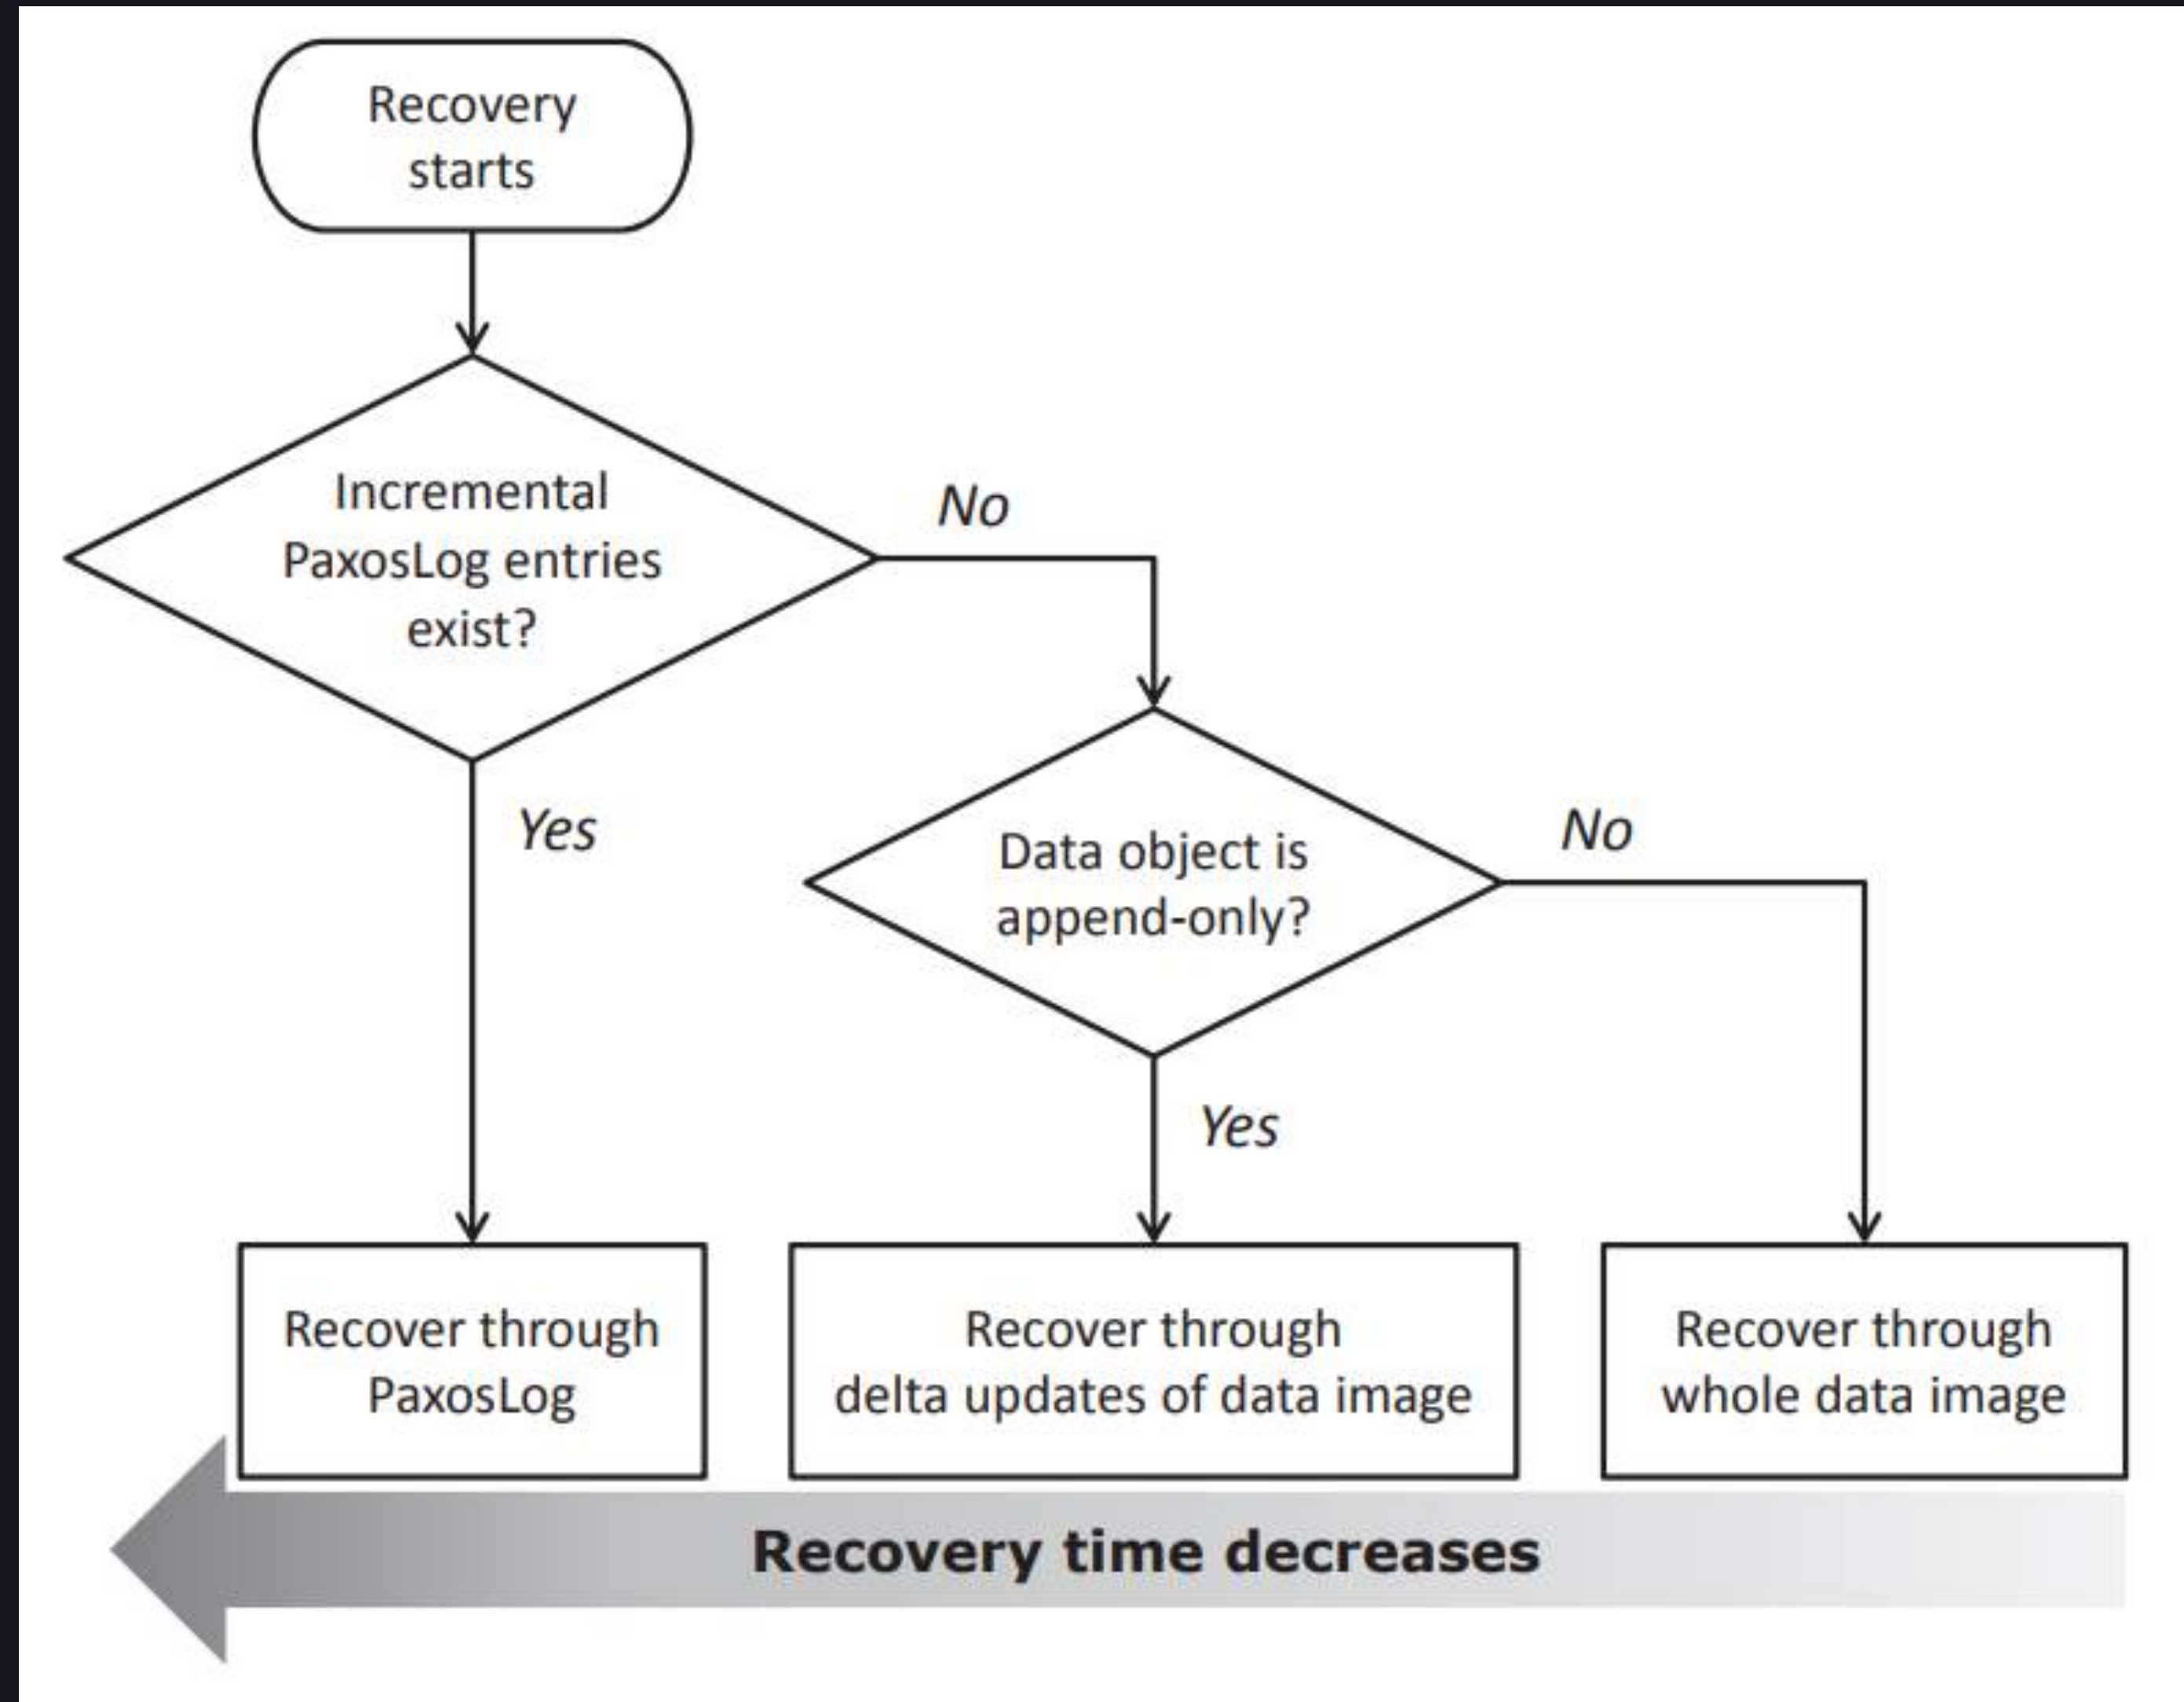 Recovery
starts
Incremental
PaxosLog entries
exist?
No
Yes
Data object is
append-only?
No
Yes
Recover through
PaxosLog
Recover through
delta updates of data image
Recover through
whole data image
Recovery time decreases